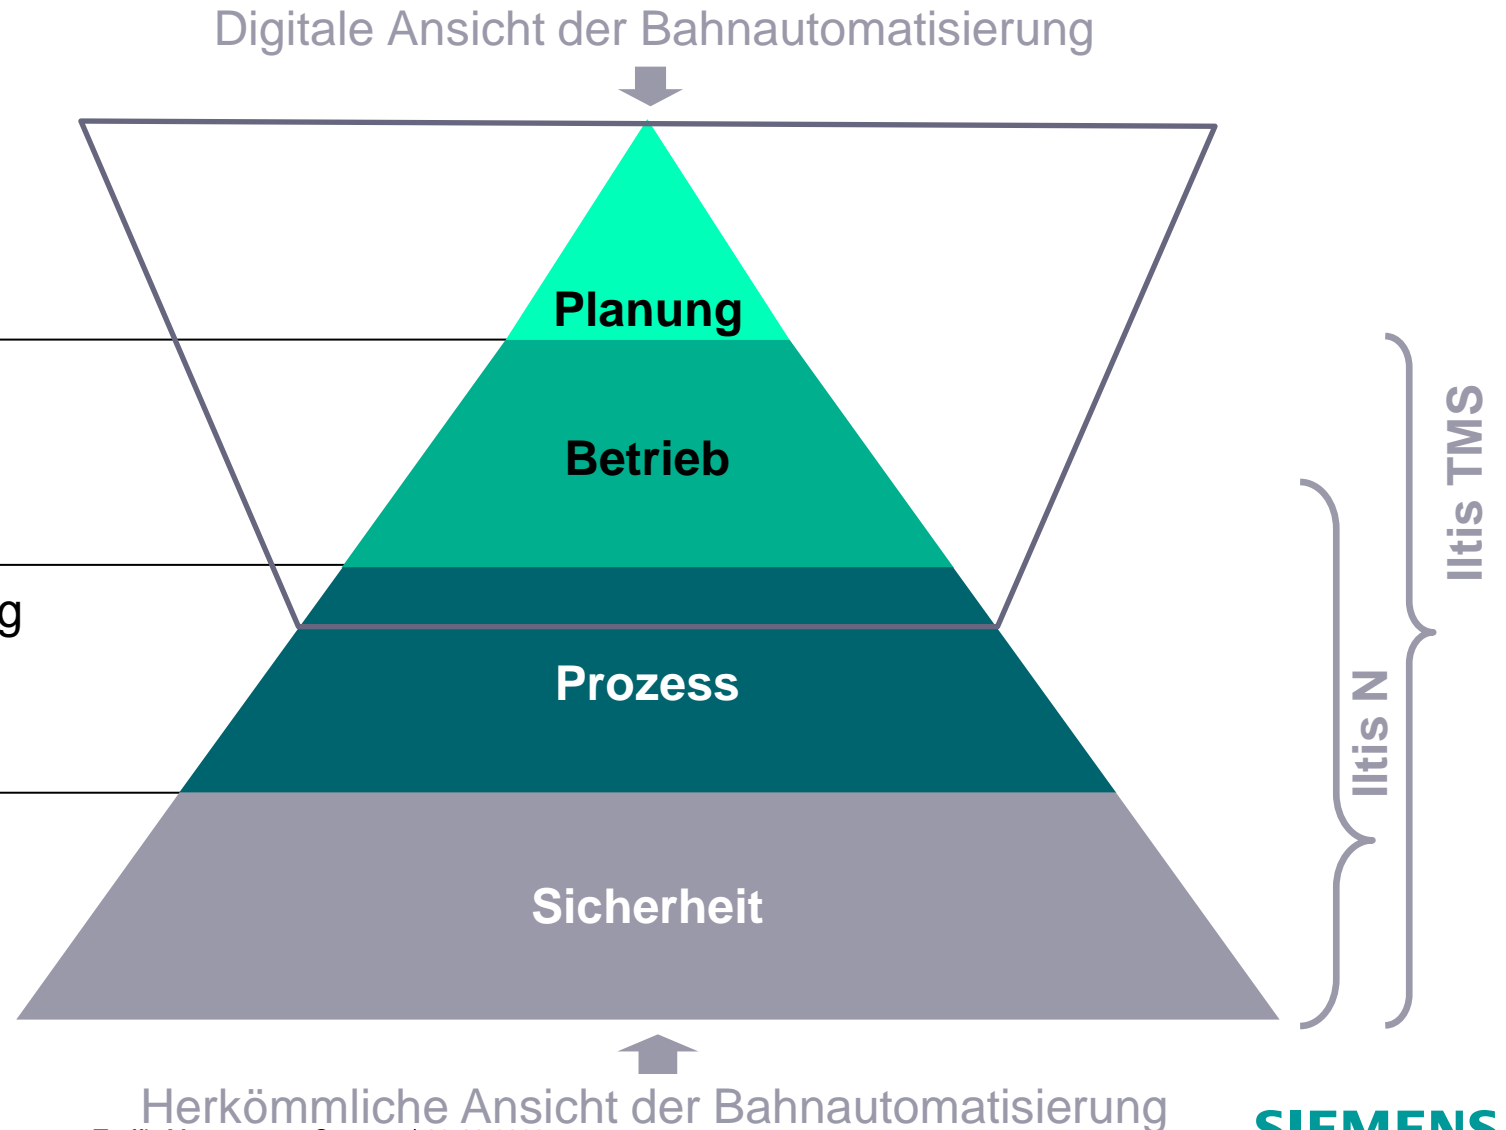 Digitale Ansicht der Bahnautomatisierung
Planung
Betrieb
Prozess
Sicherheit
Iltis N
Iltis TMS
Herkömmliche Ansicht der Bahnautomatisierung
SIEMENS